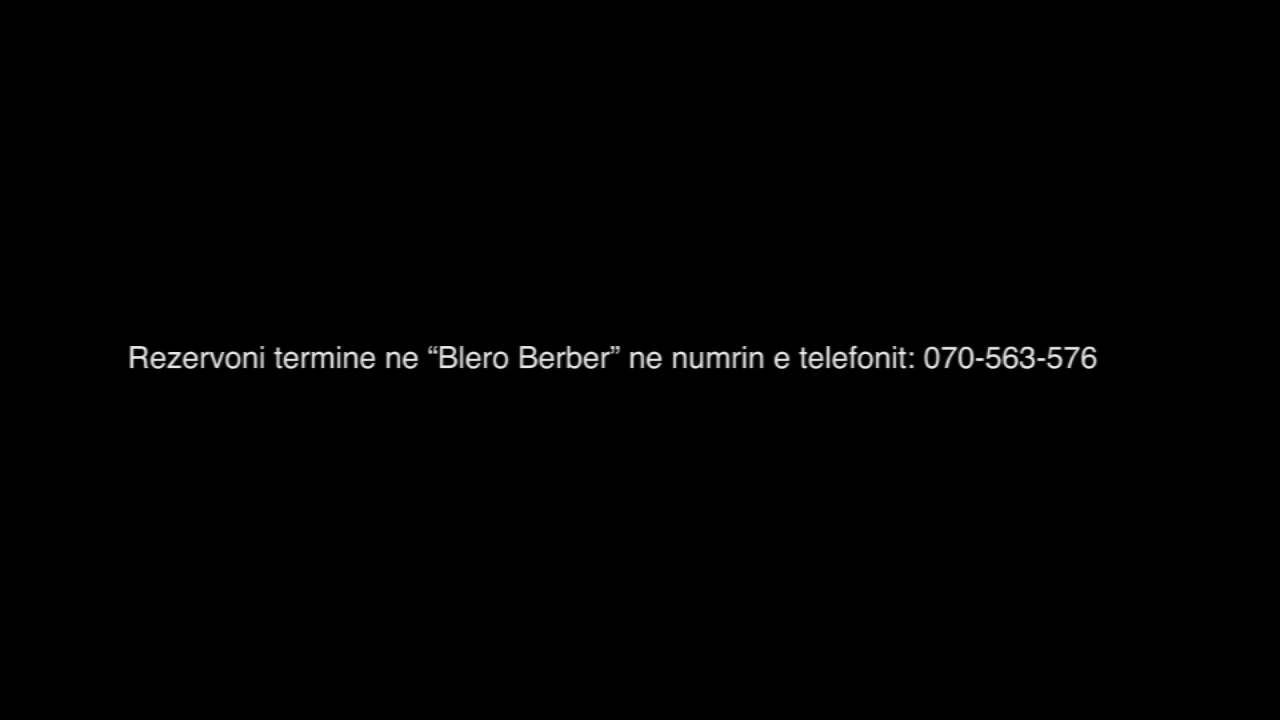 Rezervoni termine ne “Blero Berber” ne numrin e telefonit: 070-563-576